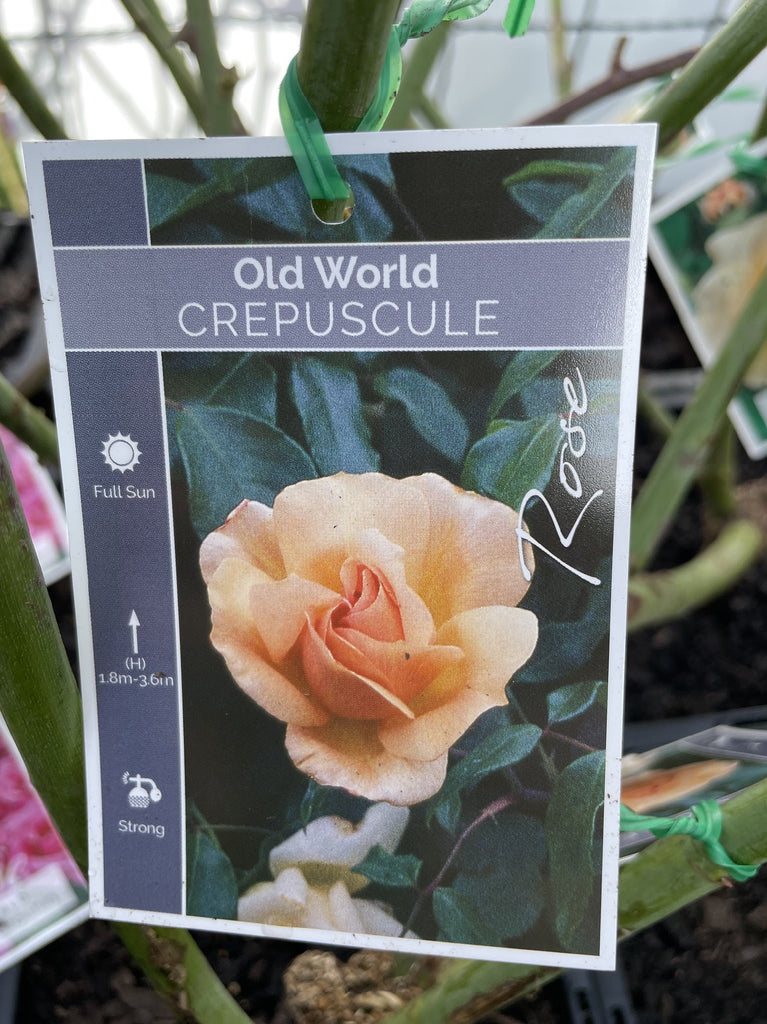 Old World
CREPUSCULE
Rose
Full Sun
(H)
1.8m-3.6m
Strong